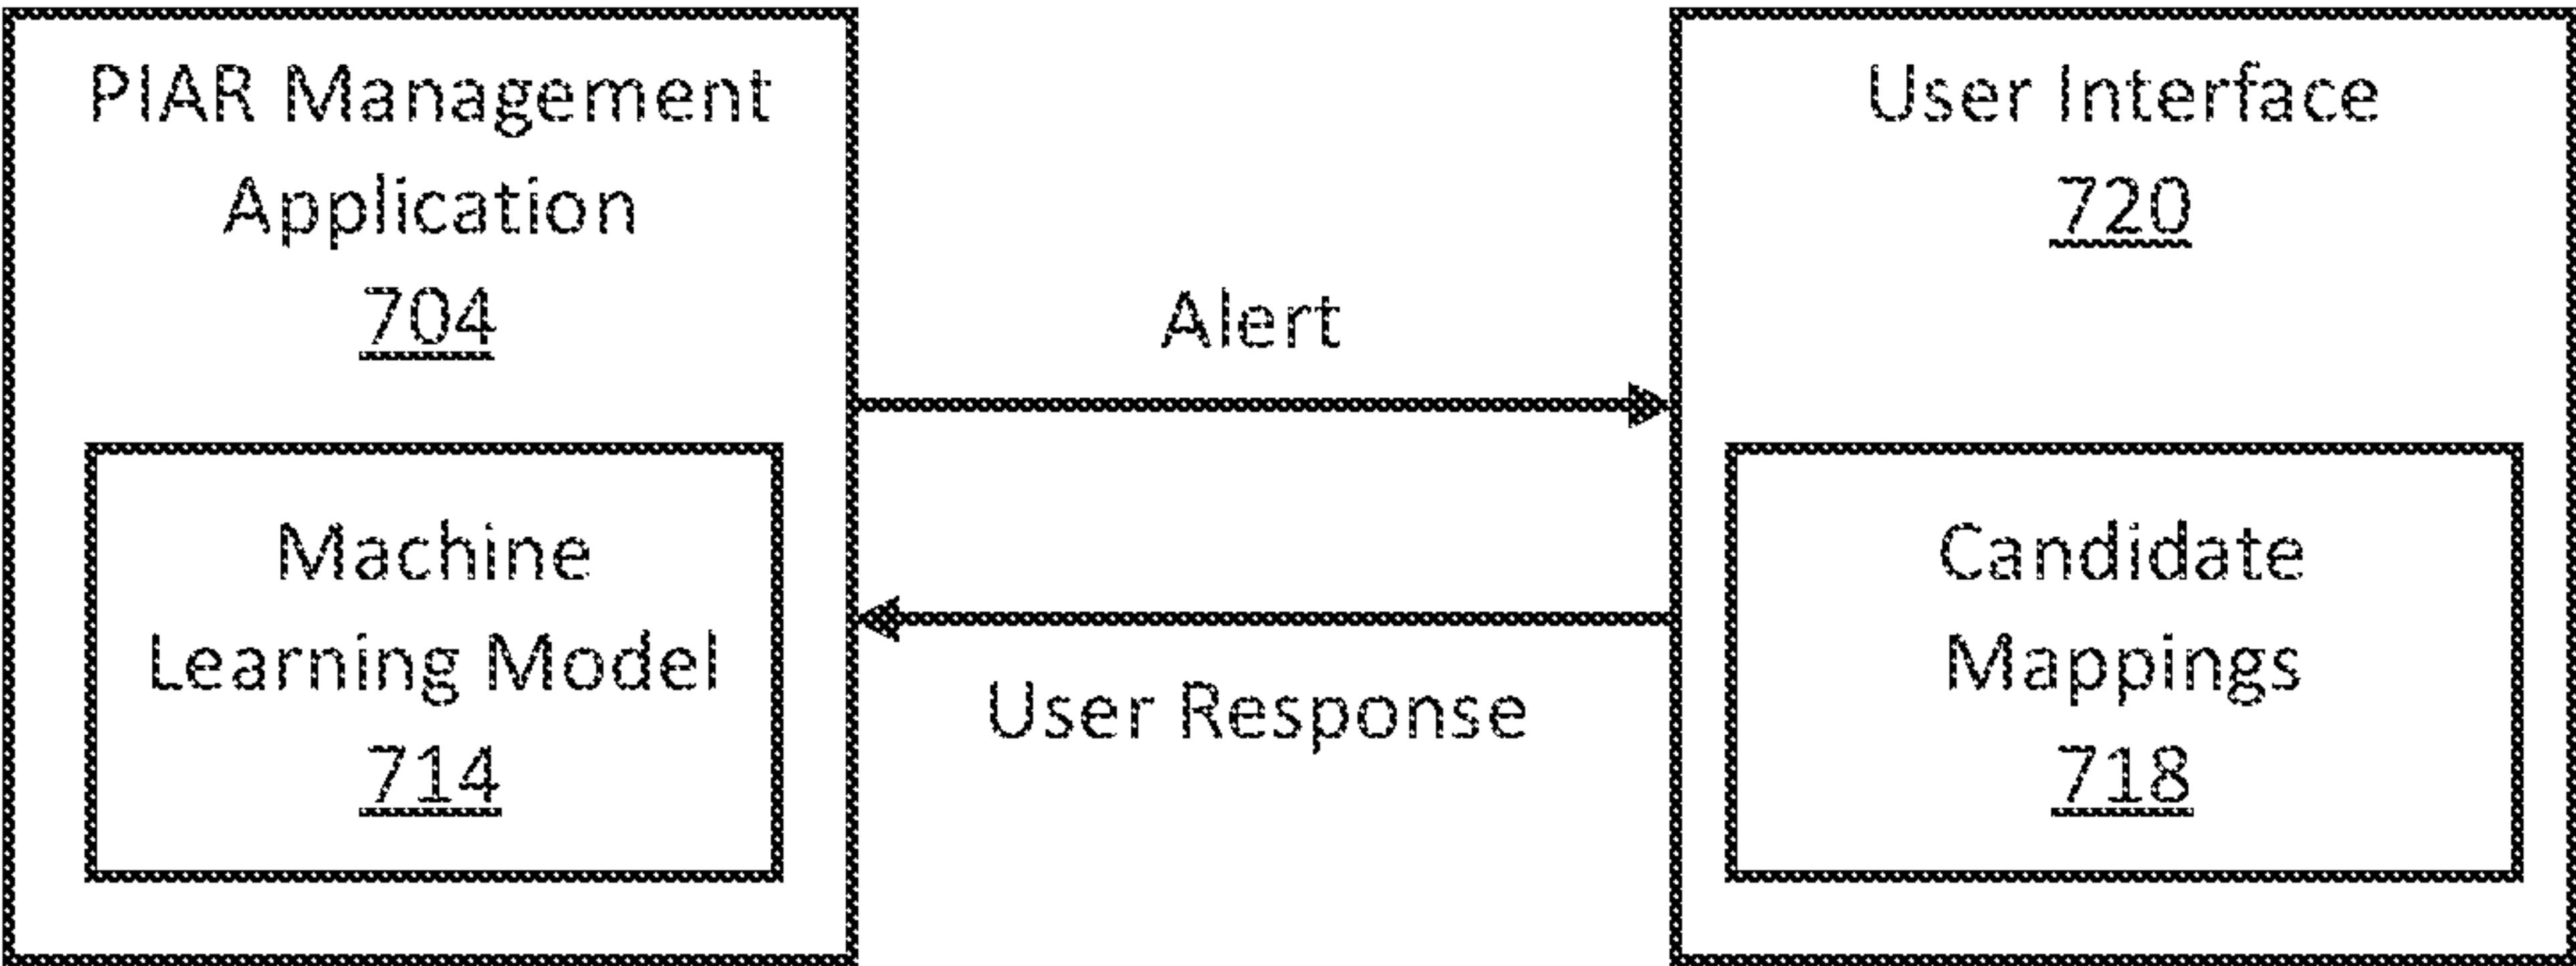 PIAR Management
Application
704
Machine
Learning Model
714
Alert
User Response
User Interface
720
Candidate
Mappings
718